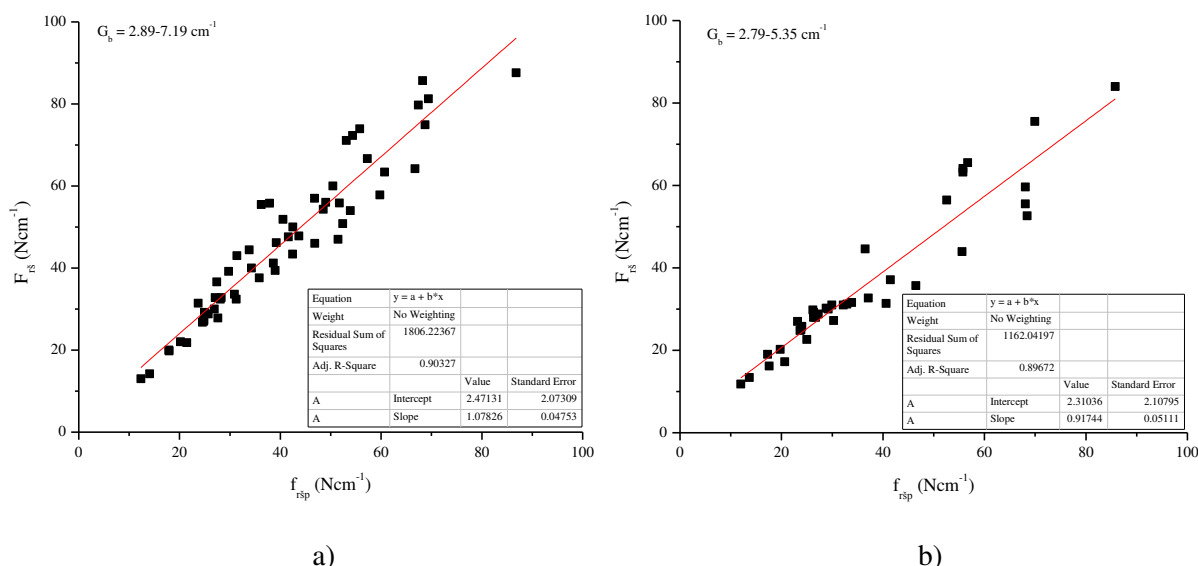 G_b = 2.89-7.19 cm^-1
100
80
60
40
20
0
F_rš (Ncm^-1)
Equation y = a + b*x
Weight No Weighting
Residual Sum of Squares 1806.22367
Adj. R-Square 0.90327
Value Standard Error
A Intercept 2.47131 2.07309
A Slope 1.07826 0.04753
0 20 40 60 80 100
f_ršp (Ncm^-1)
a)
G_b = 2.79-5.35 cm^-1
100
80
60
40
20
0
F_rš (Ncm^-1)
Equation y = a + b*x
Weight No Weighting
Residual Sum of Squares 1162.04197
Adj. R-Square 0.89672
Value Standard Error
A Intercept 2.31036 2.10795
A Slope 0.91744 0.05111
0 20 40 60 80 100
f_ršp (Ncm^-1)
b)